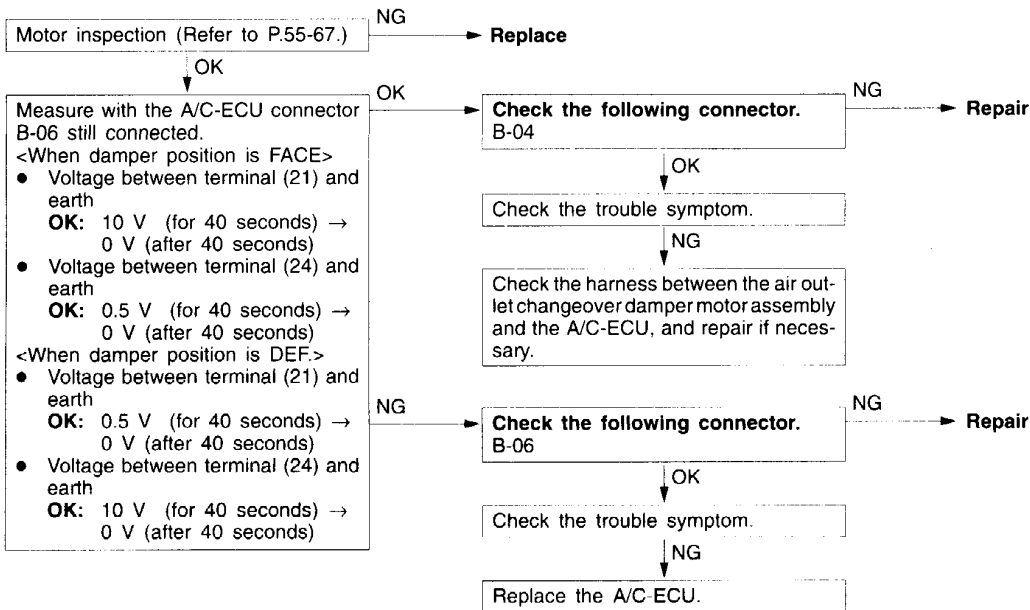 Motor inspection (Refer to P.55-67.)
NG
Replace
OK
Measure with the A/C-ECU connector
B-06 still connected.
<When damper position is FACE>
● Voltage between terminal (21) and
earth
OK: 10 V (for 40 seconds) →
0 V (after 40 seconds)
● Voltage between terminal (24) and
earth
OK: 0.5 V (for 40 seconds) →
0 V (after 40 seconds)
<When damper position is DEF.>
● Voltage between terminal (21) and
earth
OK: 0.5 V (for 40 seconds) →
0 V (after 40 seconds)
● Voltage between terminal (24) and
earth
OK: 10 V (for 40 seconds) →
0 V (after 40 seconds)
OK
Check the following connector.
B-04
NG
Repair
OK
Check the trouble symptom.
NG
Check the harness between the air out-
let changeover damper motor assembly
and the A/C-ECU, and repair if neces-
sary.
NG
Check the following connector.
B-06
NG
Repair
OK
Check the trouble symptom.
NG
Replace the A/C-ECU.